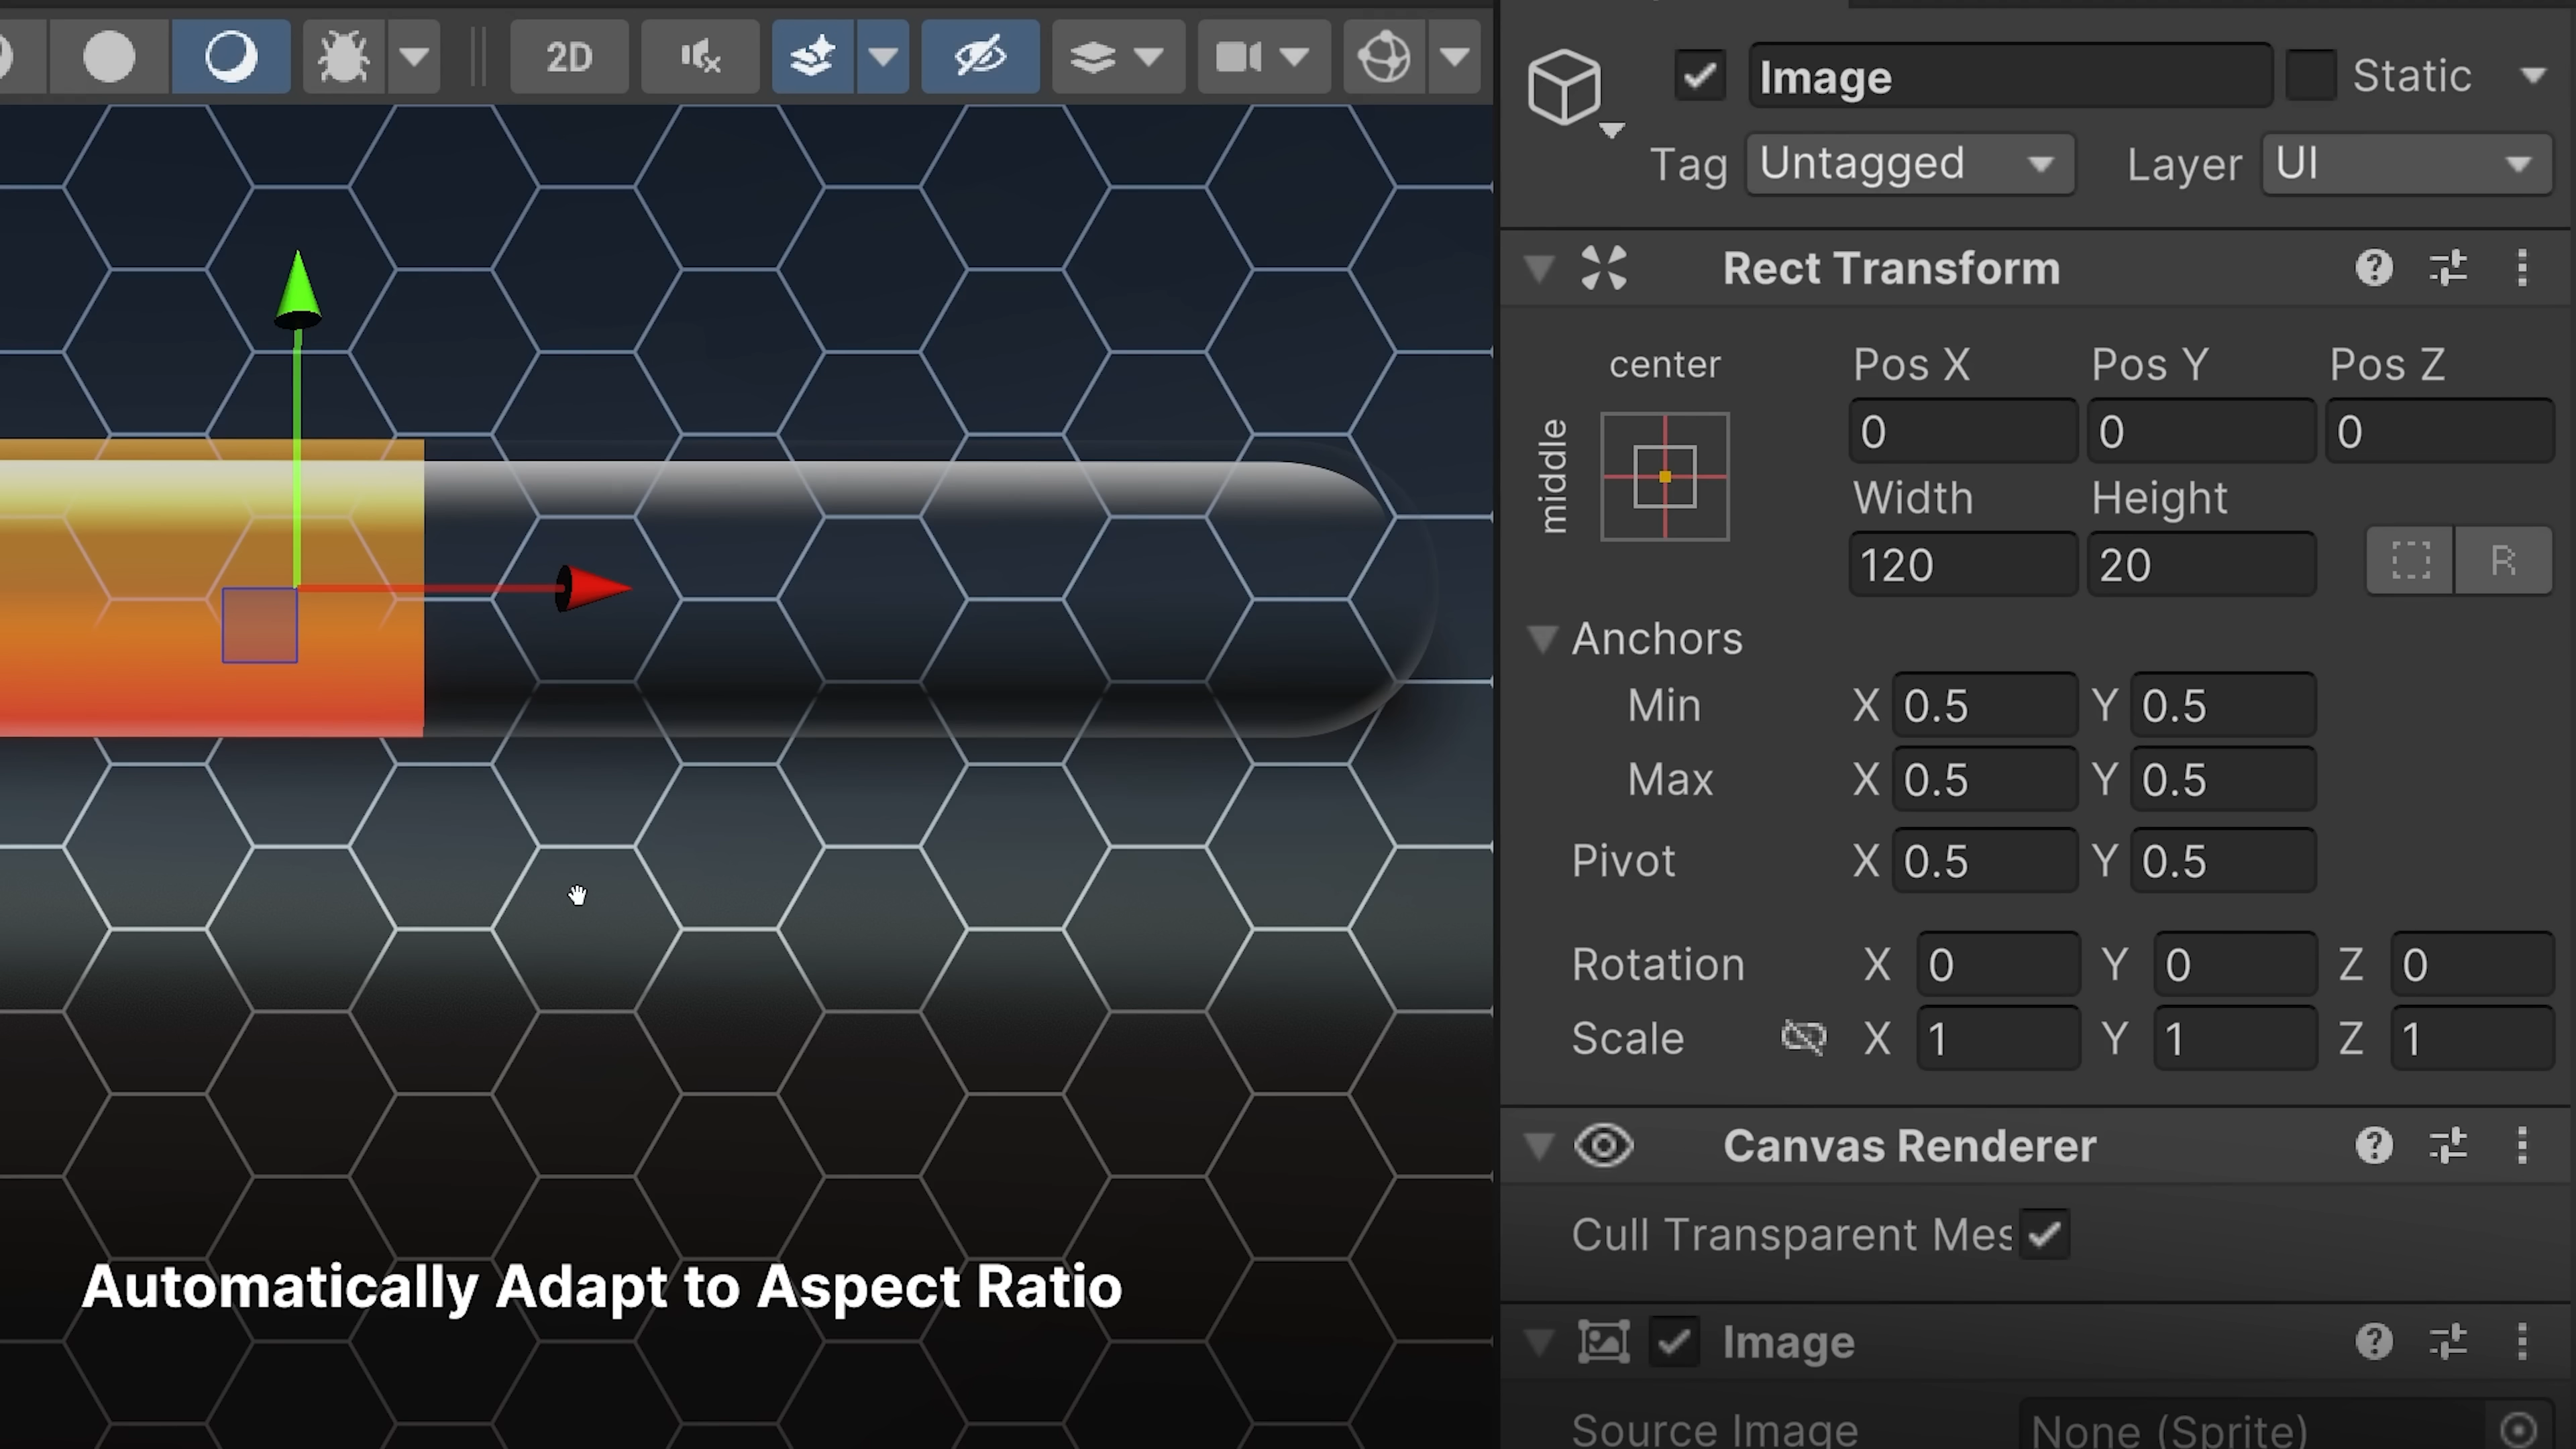 2D
Image
Static
Tag
Untagged
Layer
UI
Rect Transform
center
middle
Pos X
Pos Y
Pos Z
0
0
0
Width
Height
120
20
R
Anchors
Min X 0.5 Y 0.5
Max X 0.5 Y 0.5
Pivot X 0.5 Y 0.5
Rotation X 0 Y 0 Z 0
Scale X 1 Y 1 Z 1
Canvas Renderer
Cull Transparent Mes
Image
Source Image None (Sprite)
Automatically Adapt to Aspect Ratio